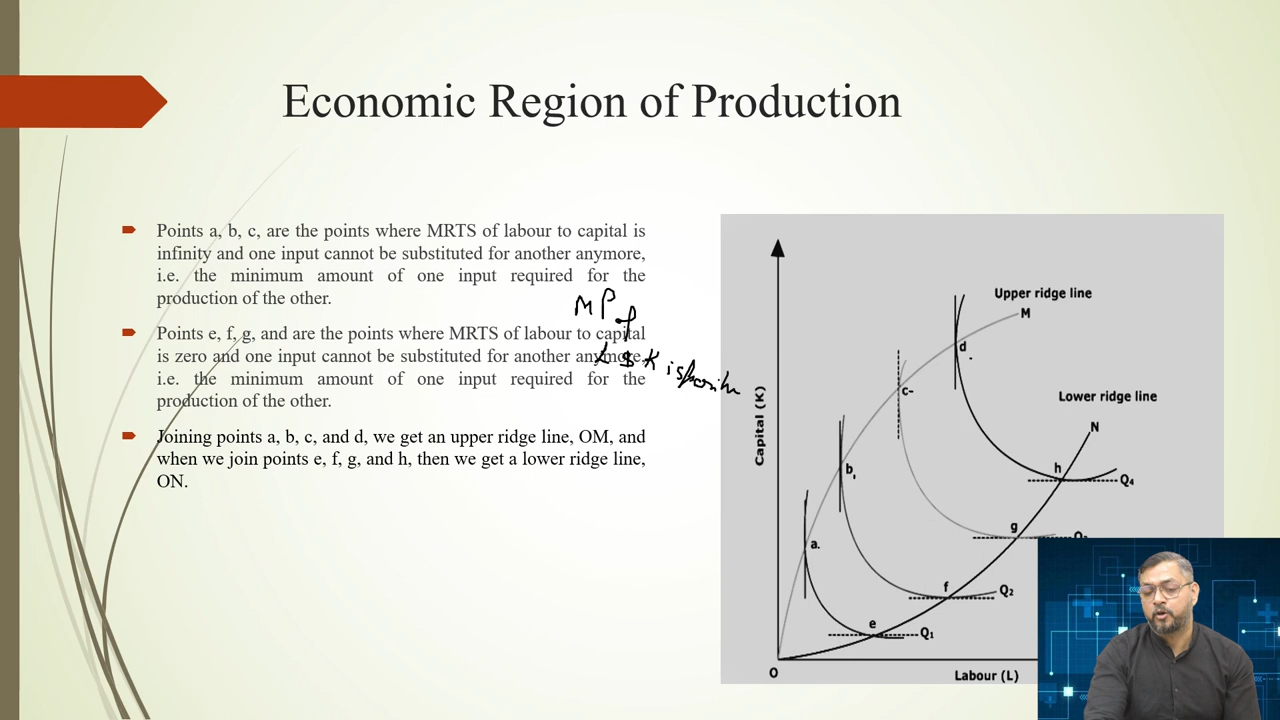 Economic Region of Production
Points a, b, c, are the points where MRTS of labour to capital is
infinity and one input cannot be substituted for another anymore,
i.e. the minimum amount of one input required for the
production of the other.
Points e, f, g, and are the points where MRTS of labour to capital
is zero and one input cannot be substituted for another anymore,
i.e. the minimum amount of one input required for the
production of the other.
Joining points a, b, c, and d, we get an upper ridge line, OM, and
when we join points e, f, g, and h, then we get a lower ridge line,
ON.
MP of
L & K is
Upper ridge line
M
d
Lower ridge line
c
N
Capital (K)
b
h
Q4
g
a
f
Q2
e
Q1
O
Labour (L)